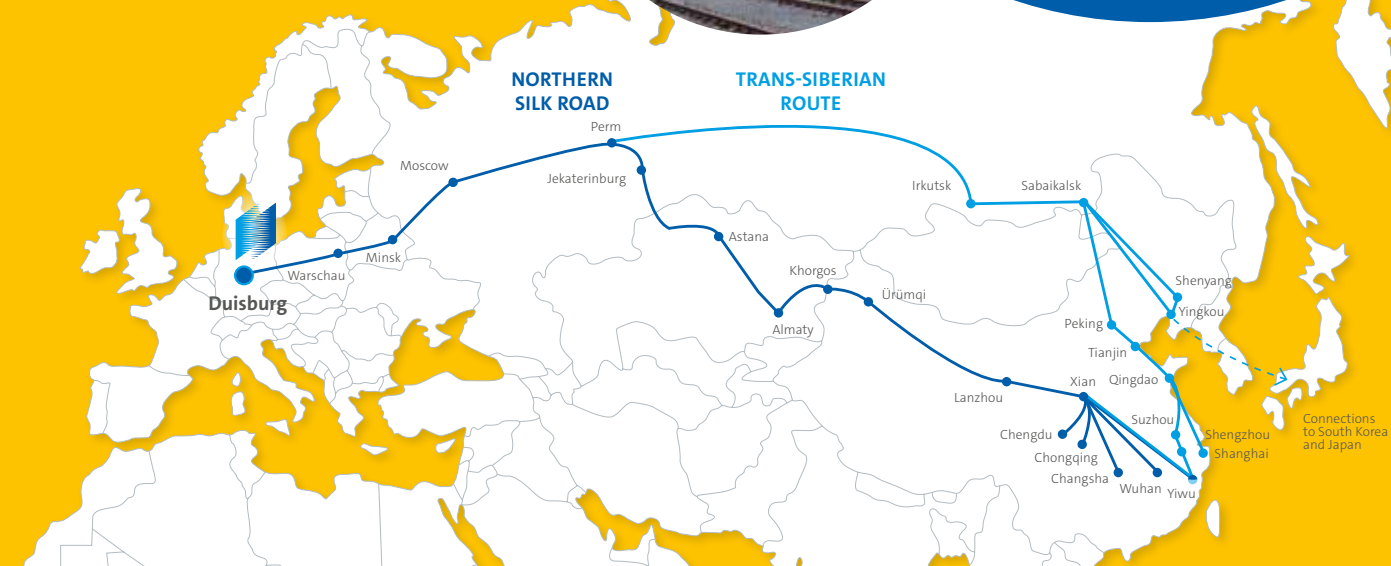 NORTHERN
SILK ROAD
TRANS-SIBERIAN
ROUTE
Perm
Moscow
Jekaterinburg
Irkutsk
Sabaikalsk
Astana
Minsk
Warschau
Duisburg
Khorgos
Ürümqi
Almaty
Shenyang
Yingkou
Peking
Tianjin
Qingdao
Xian
Lanzhou
Suzhou
Shengzhou
Shanghai
Chengdu
Chongqing
Changsha
Wuhan
Yiwu
Connections
to South Korea
and Japan